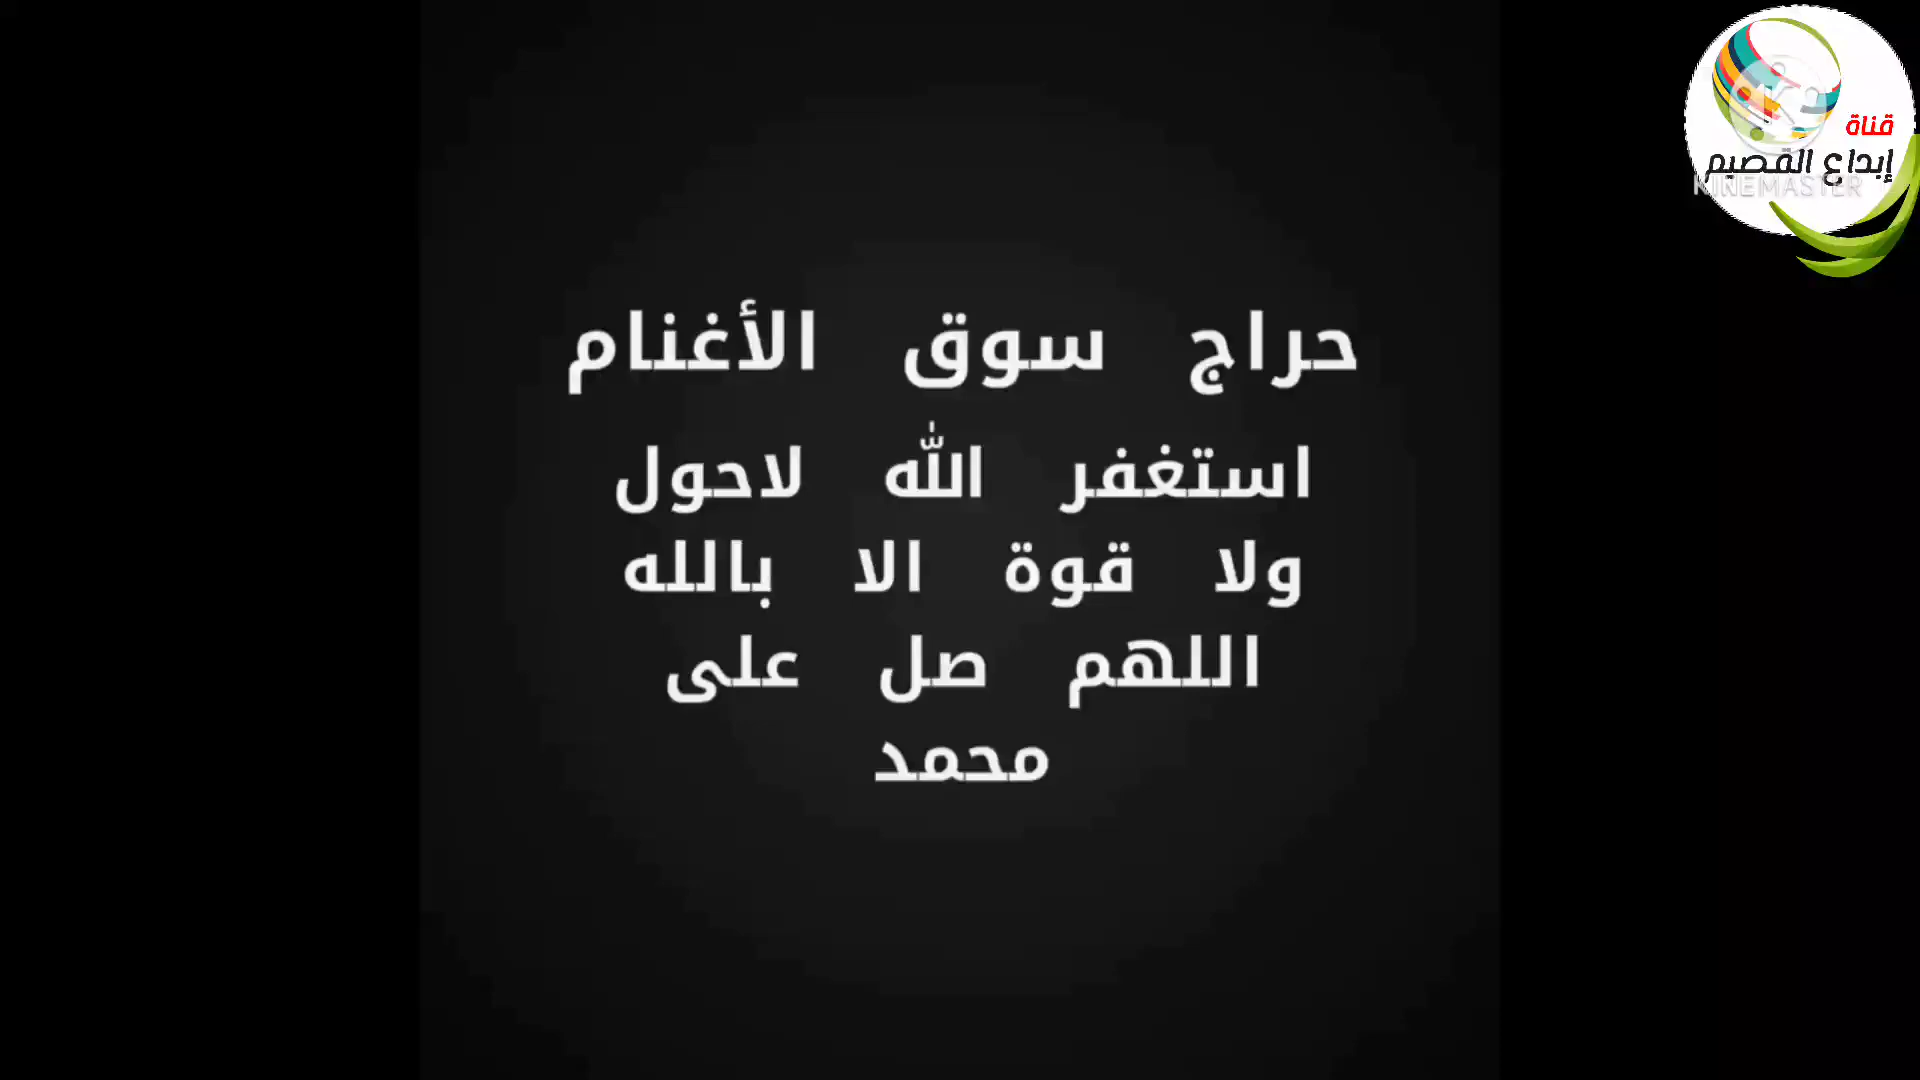 قناة
إبداع القصيم
KINEMASTER
حراج سوق الأغنام
استغفر الله لاحول
ولا قوة الا بالله
اللهم صل على
محمد